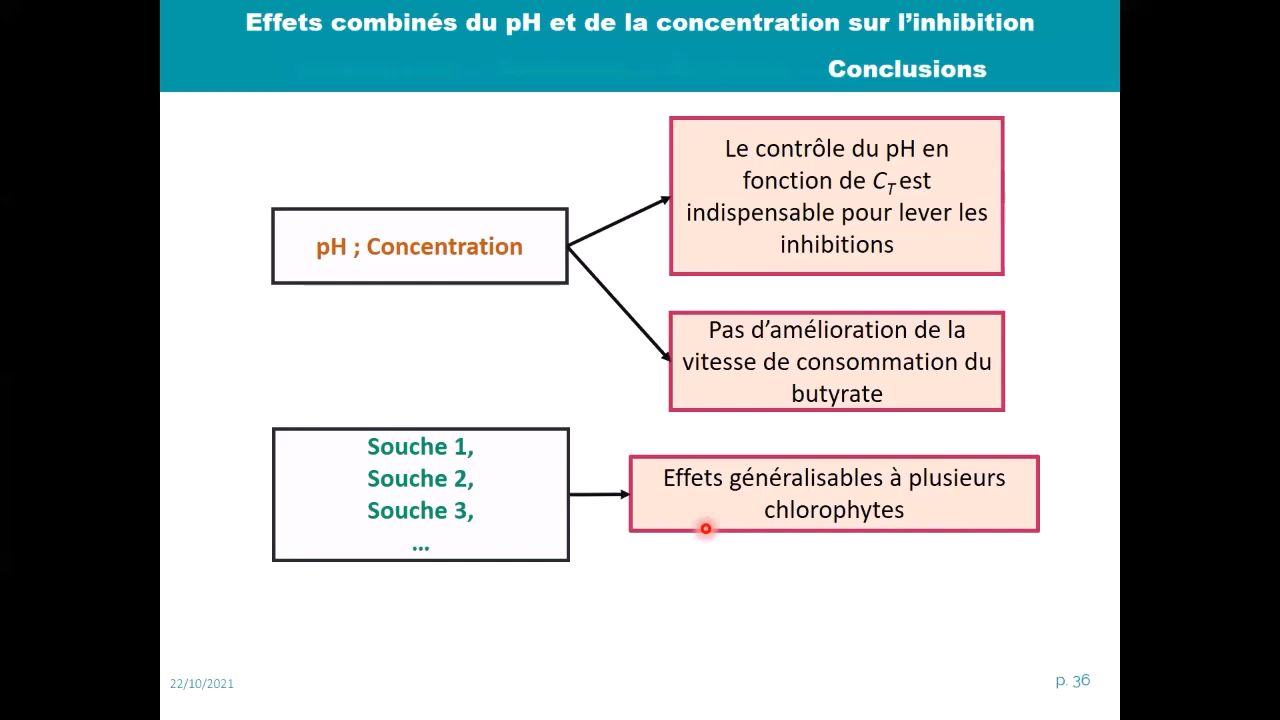 Effets combinés du pH et de la concentration sur l’inhibition
Conclusions
Le contrôle du pH en
fonction de C_T est
indispensable pour lever les
inhibitions
pH ; Concentration
Pas d’amélioration de la
vitesse de consommation du
butyrate
Souche 1,
Souche 2,
Souche 3,
...
Effets généralisables à plusieurs
chlorophytes
22/10/2021
p. 36